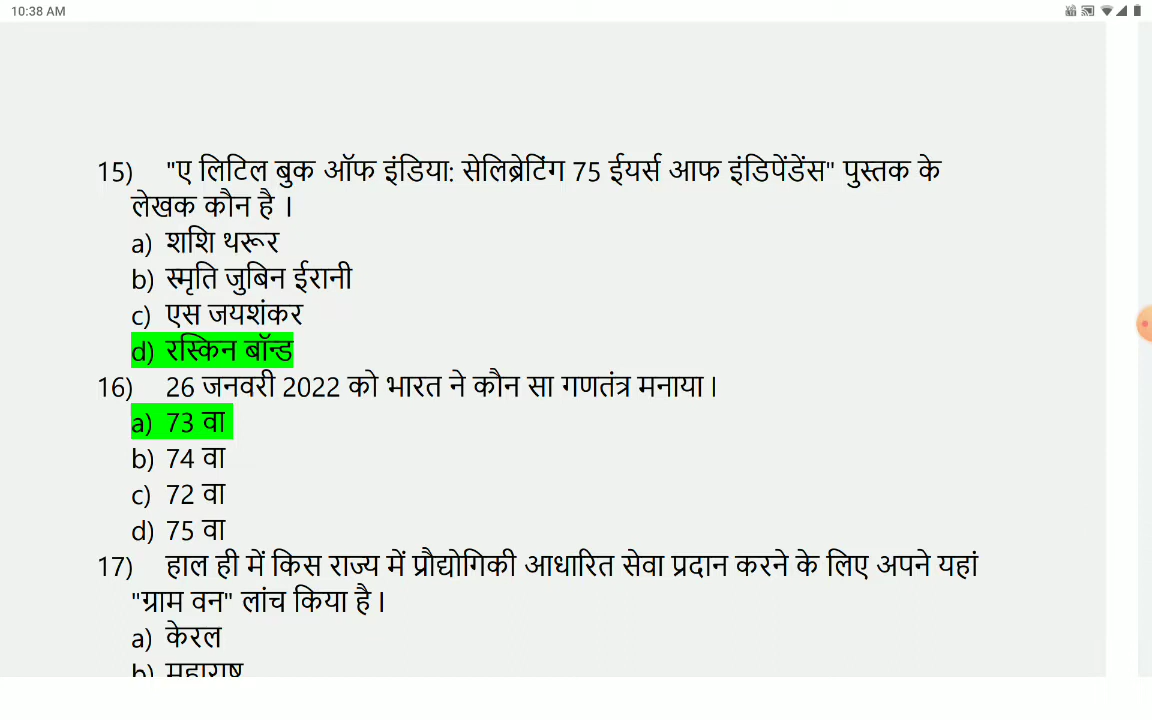 10:38 AM
15) "ए लिटिल बुक ऑफ इंडिया: सेलिब्रेटिंग 75 ईयर्स आफ इंडिपेंडेंस" पुस्तक के
लेखक कौन है ।
a) शशि थरूर
b) स्मृति जुबिन ईरानी
c) एस जयशंकर
d) रस्किन बॉन्ड
16) 26 जनवरी 2022 को भारत ने कौन सा गणतंत्र मनाया ।
a) 73 वा
b) 74 वा
c) 72 वा
d) 75 वा
17) हाल ही में किस राज्य में प्रौद्योगिकी आधारित सेवा प्रदान करने के लिए अपने यहां
"ग्राम वन" लांच किया है ।
a) केरल
b) महाराष्ट्र